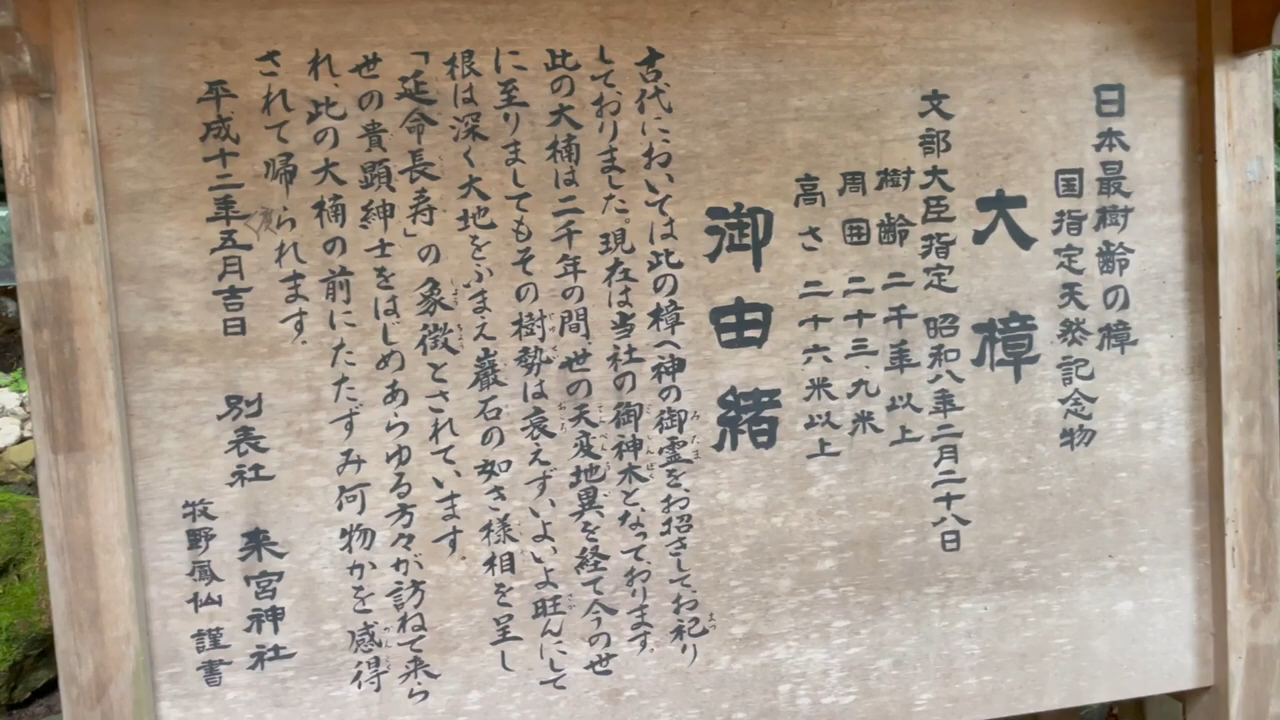 日本最樹齢の樟
国指定天然記念物
大樟
文部大臣指定 昭和八年二月二十八日
樹齢 二千年以上
周囲 二十三、九米
高さ 二十六米以上
御由緒
古代においては此の樟へ神の御霊をお招きしてお祀り
しておりました。現在は当社の御神木となっております。
此の大楠は二千年の間、世の天変地異を経て今の世
に至りましてもその樹勢は衰えずいよいよ旺んにして
根は深く大地をふまえ巖石の如き様相を呈し
「延命長寿」の象徴とされています。
世の貴顕紳士をはじめあらゆる方々が訪ねて来ら
れ、此の大楠の前にたたずみ何物かを感得
されて帰られます。
平成十二年五月吉日
別表社 来宮神社
牧野鳳仙 謹書